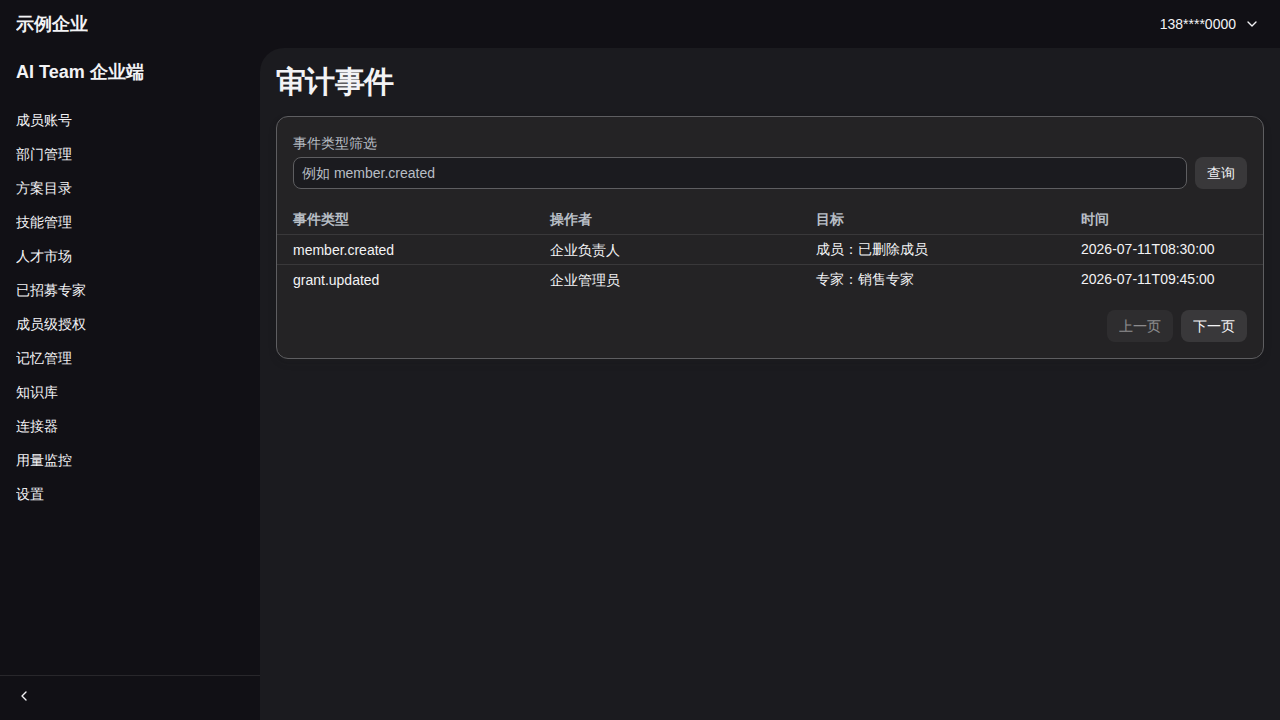 示例企业
138****0000
AI Team 企业端
成员账号
部门管理
方案目录
技能管理
人才市场
已招募专家
成员级授权
记忆管理
知识库
连接器
用量监控
设置
审计事件
事件类型筛选
例如 member.created
查询
事件类型 操作者 目标 时间
member.created 企业负责人 成员：已删除成员 2026-07-11T08:30:00
grant.updated 企业管理员 专家：销售专家 2026-07-11T09:45:00
上一页 下一页